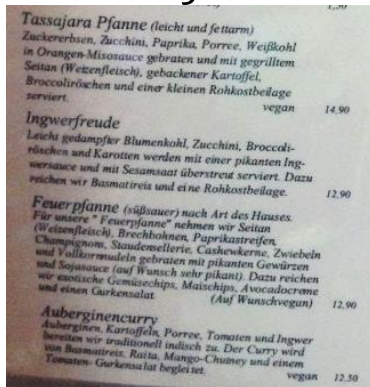 1,50
Tassajara Pfanne (leicht und fettarm)
Zuckererbsen, Zucchini, Paprika, Porree, Weißkohl
in Orangen-Misosauce gebraten und mit gegrilltem
Seitan (Weizenfleisch), gebackener Kartoffel,
Broccoliröschen und einer kleinen Rohkostbeilage
serviert.
vegan 14.90
Ingwerfreude
Leicht gedampfter Blumenkohl, Zucchini, Broccoli-
röschen und Karotten werden mit einer pikanten Ing-
wersauce und mit Sesamsaat überstreut serviert. Dazu
reichen wir Basmatireis und eine Rohkostbeilage. 12,90
Feuerpfanne (süßsauer) nach Art des Hauses.
Für unsere " Feuerpfanne" nehmen wir Seitan
(Weizenfleisch), Brechbohnen, Paprikastreifen,
Champignons, Staudensellerie, Cashewkerne, Zwiebeln
und Vollkornnudeln gebraten mit pikanten Gewürzen
und Sojasauce (auf Wunsch sehr pikant). Dazu reichen
wir exotische Gemüsechips, Maischips, Avocadocreme
und einen Gurkensalat (Auf Wunschvegan) 12,90
Auberginencurry
Auberginen, Kartoffeln, Porree, Tomaten und Ingwer
bereiten wir traditionell indisch zu. Der Curry wird
von Basmatireis, Raita, Mango-Chutney und einem
Tomaten- Gurkensalat begleitet. vegan 12.50